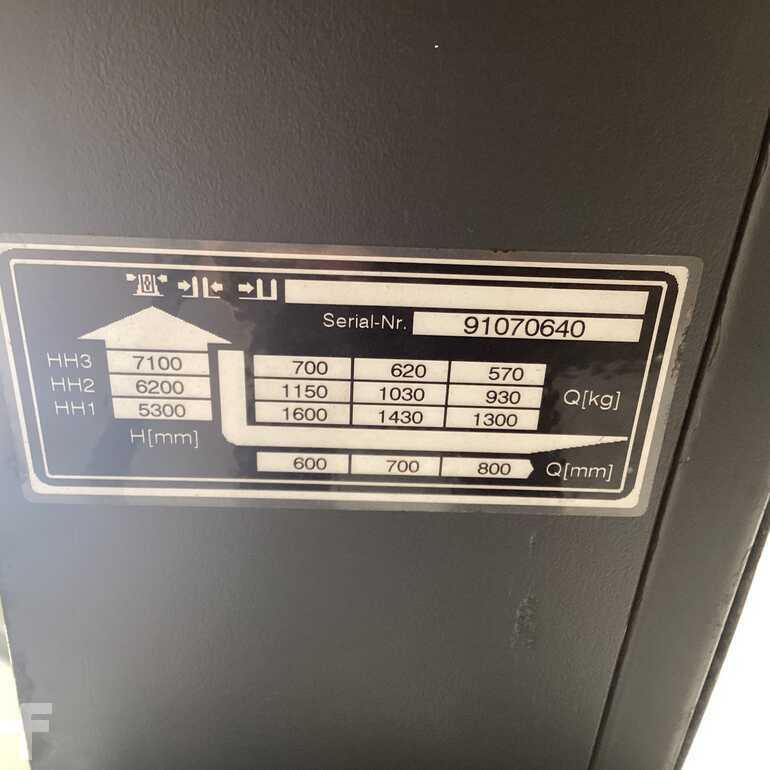 Serial-Nr. 91070640
HH3 7100 700 620 570
HH2 6200 1150 1030 930 Q[kg]
HH1 5300 1600 1430 1300
H[mm]
600 700 800 Q[mm]
F